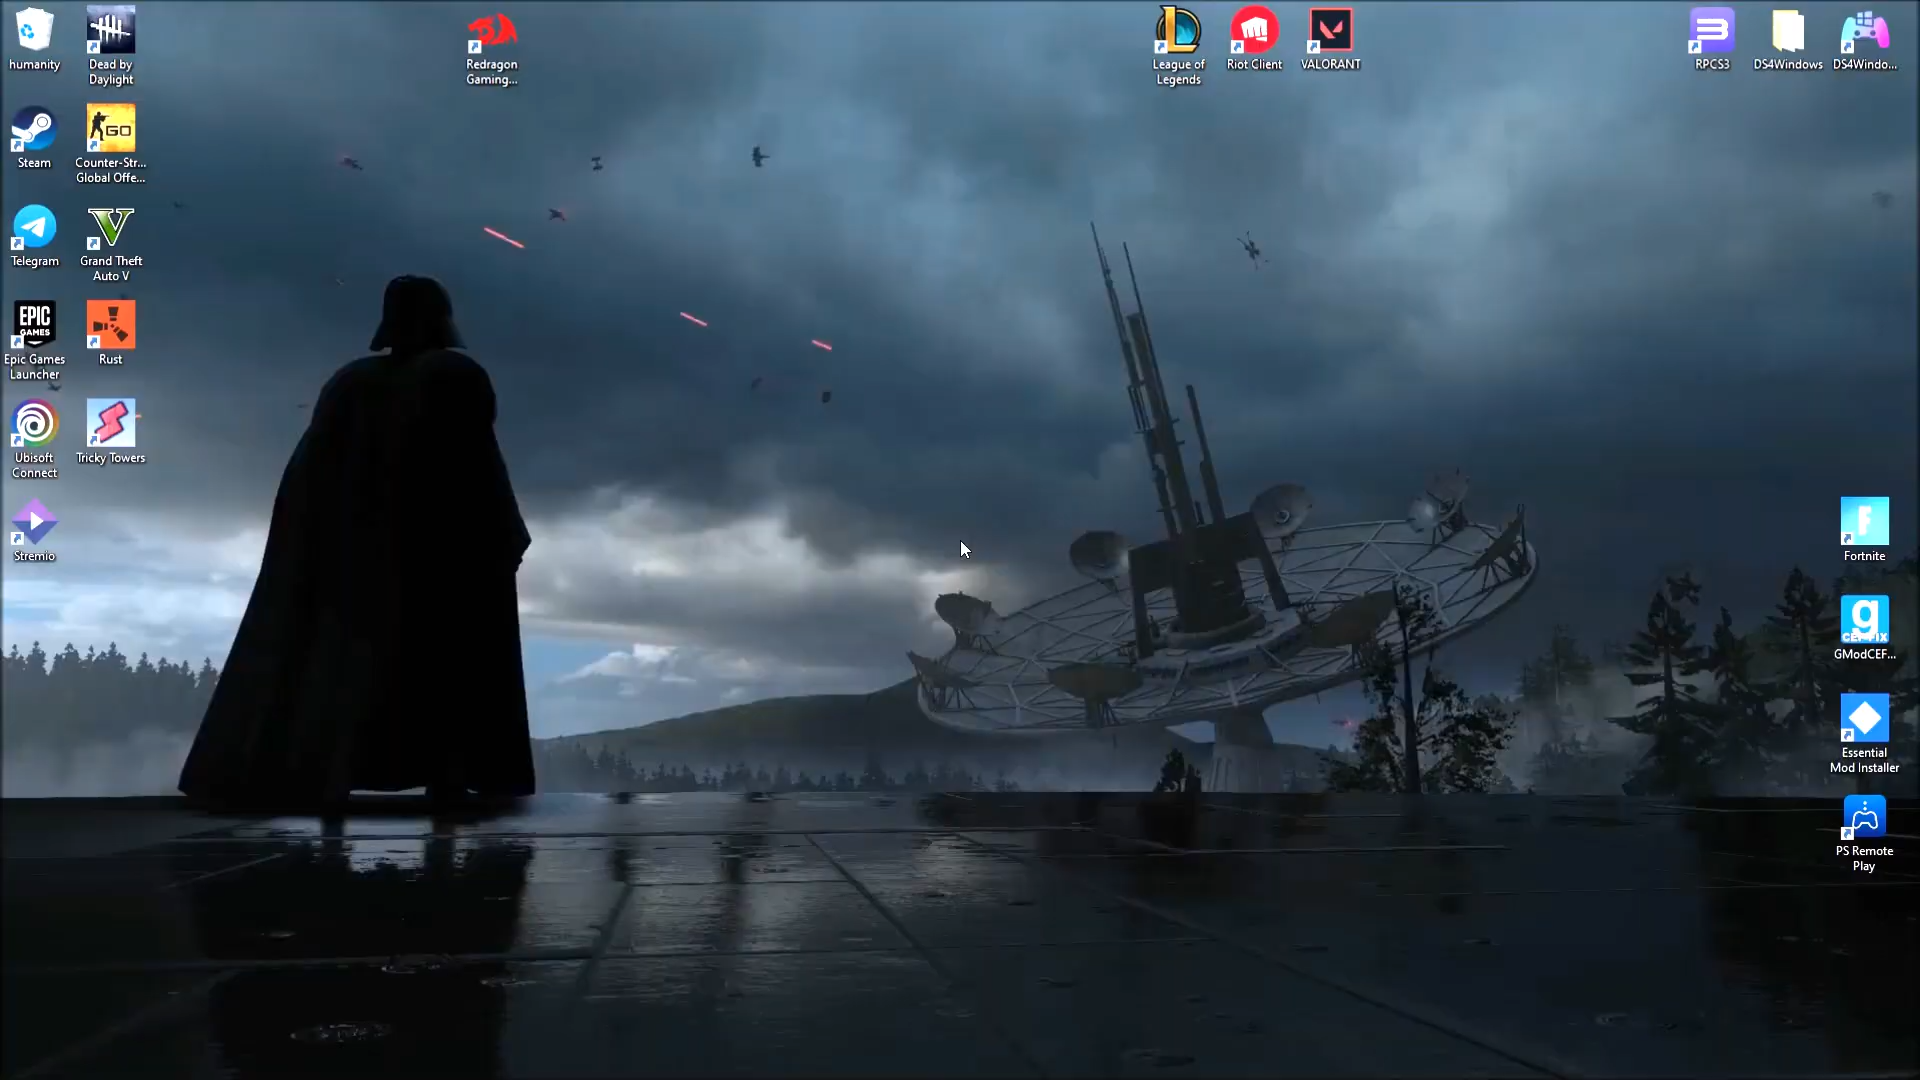 humanity
Dead by
Daylight
Redragon
Gaming...
League of
Legends
Riot Client
VALORANT
RPCS3
DS4Windows
DS4Windo...
Steam
GO
Counter-Str...
Global Offe...
Telegram
Grand Theft
Auto V
EPIC
GAMES
Epic Games
Launcher
Rust
Ubisoft
Connect
Tricky Towers
Stremio
F
Fortnite
g
CEFFIX
GModCEF...
Essential
Mod Installer
PS Remote
Play